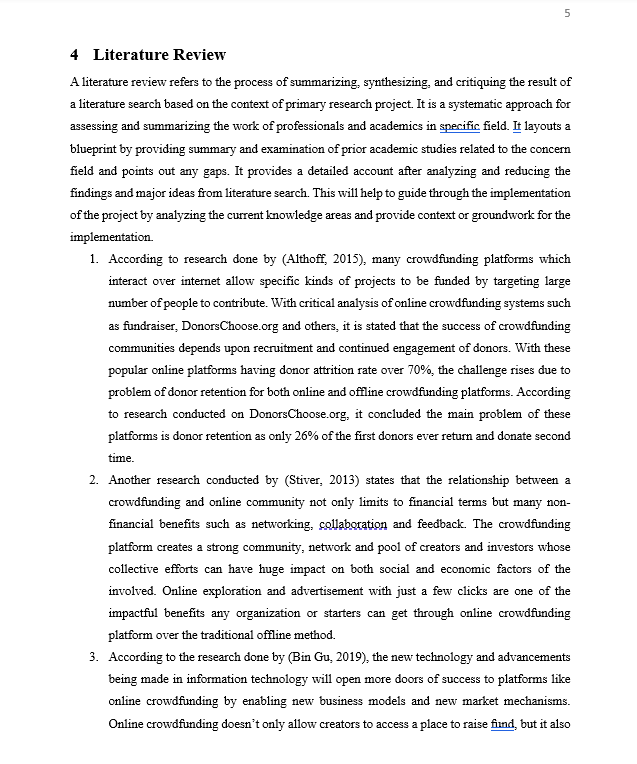 5
4 Literature Review
A literature review refers to the process of summarizing, synthesizing, and critiquing the result of
a literature search based on the context of primary research project. It is a systematic approach for
assessing and summarizing the work of professionals and academics in specific field. It layouts a
blueprint by providing summary and examination of prior academic studies related to the concern
field and points out any gaps. It provides a detailed account after analyzing and reducing the
findings and major ideas from literature search. This will help to guide through the implementation
of the project by analyzing the current knowledge areas and provide context or groundwork for the
implementation.
1. According to research done by (Althoff, 2015), many crowdfunding platforms which
interact over internet allow specific kinds of projects to be funded by targeting large
number of people to contribute. With critical analysis of online crowdfunding systems such
as fundraiser, DonorsChoose.org and others, it is stated that the success of crowdfunding
communities depends upon recruitment and continued engagement of donors. With these
popular online platforms having donor attrition rate over 70%, the challenge rises due to
problem of donor retention for both online and offline crowdfunding platforms. According
to research conducted on DonorsChoose.org, it concluded the main problem of these
platforms is donor retention as only 26% of the first donors ever return and donate second
time.
2. Another research conducted by (Stiver, 2013) states that the relationship between a
crowdfunding and online community not only limits to financial terms but many non-
financial benefits such as networking, collaboration and feedback. The crowdfunding
platform creates a strong community, network and pool of creators and investors whose
collective efforts can have huge impact on both social and economic factors of the
involved. Online exploration and advertisement with just a few clicks are one of the
impactful benefits any organization or starters can get through online crowdfunding
platform over the traditional offline method.
3. According to the research done by (Bin Gu, 2019), the new technology and advancements
being made in information technology will open more doors of success to platforms like
online crowdfunding by enabling new business models and new market mechanisms.
Online crowdfunding doesn’t only allow creators to access a place to raise fund, but it also